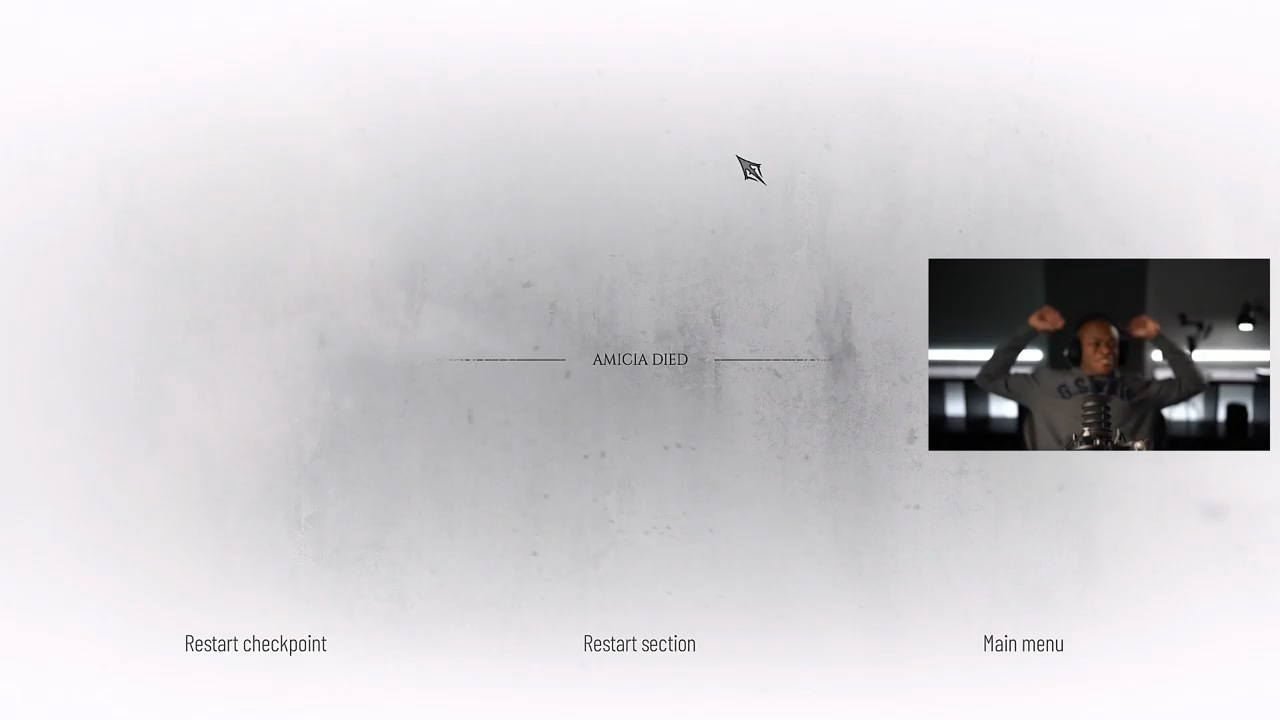 AMICIA DIED
Restart checkpoint
Restart section
Main menu